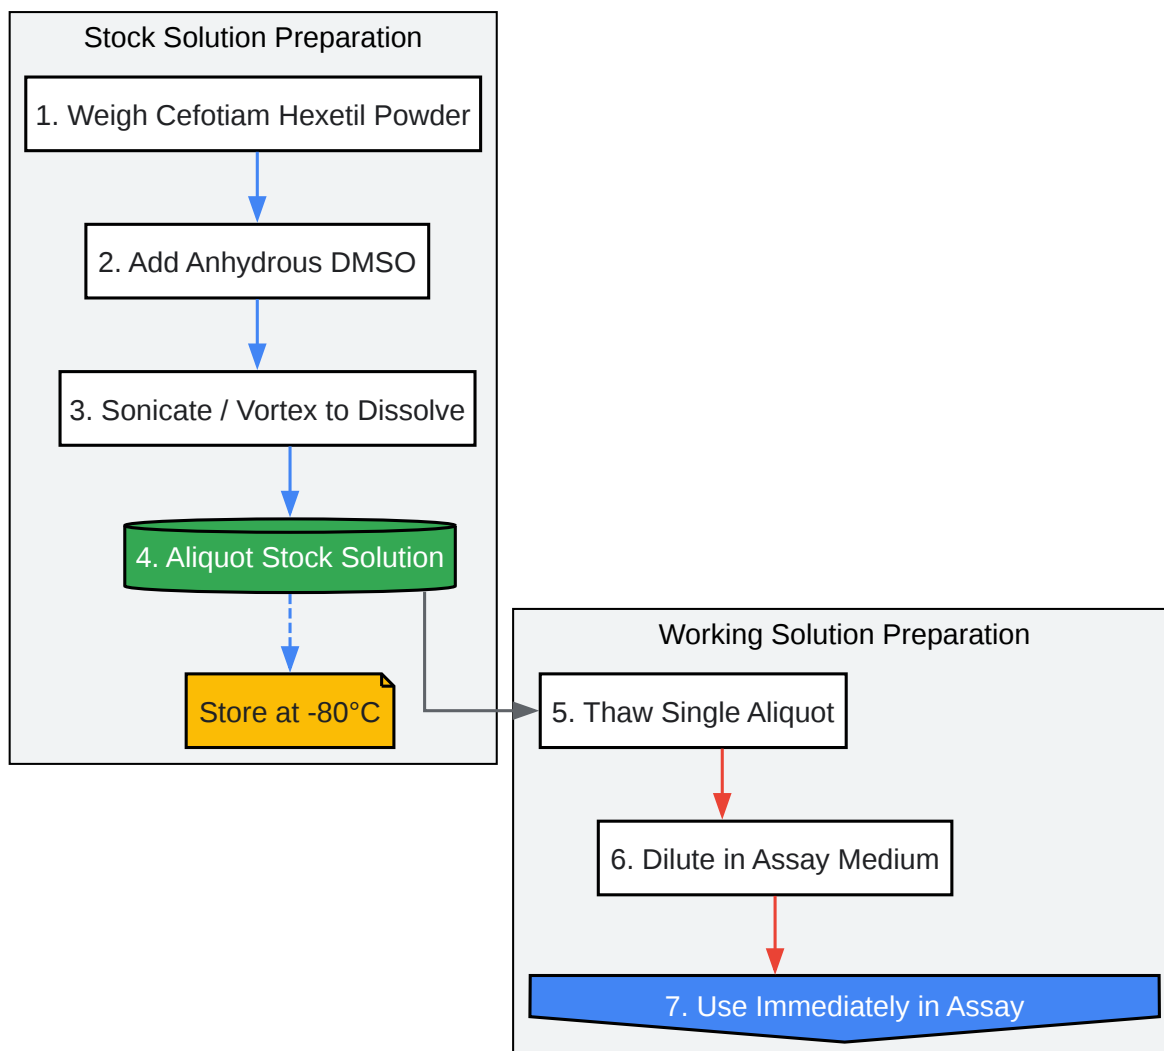 Stock Solution Preparation
1. Weigh Cefotiam Hexetil Powder
2. Add Anhydrous DMSO
3. Sonicate / Vortex to Dissolve
4. Aliquot Stock Solution
Store at -80°C
Working Solution Preparation
5. Thaw Single Aliquot
6. Dilute in Assay Medium
7. Use Immediately in Assay